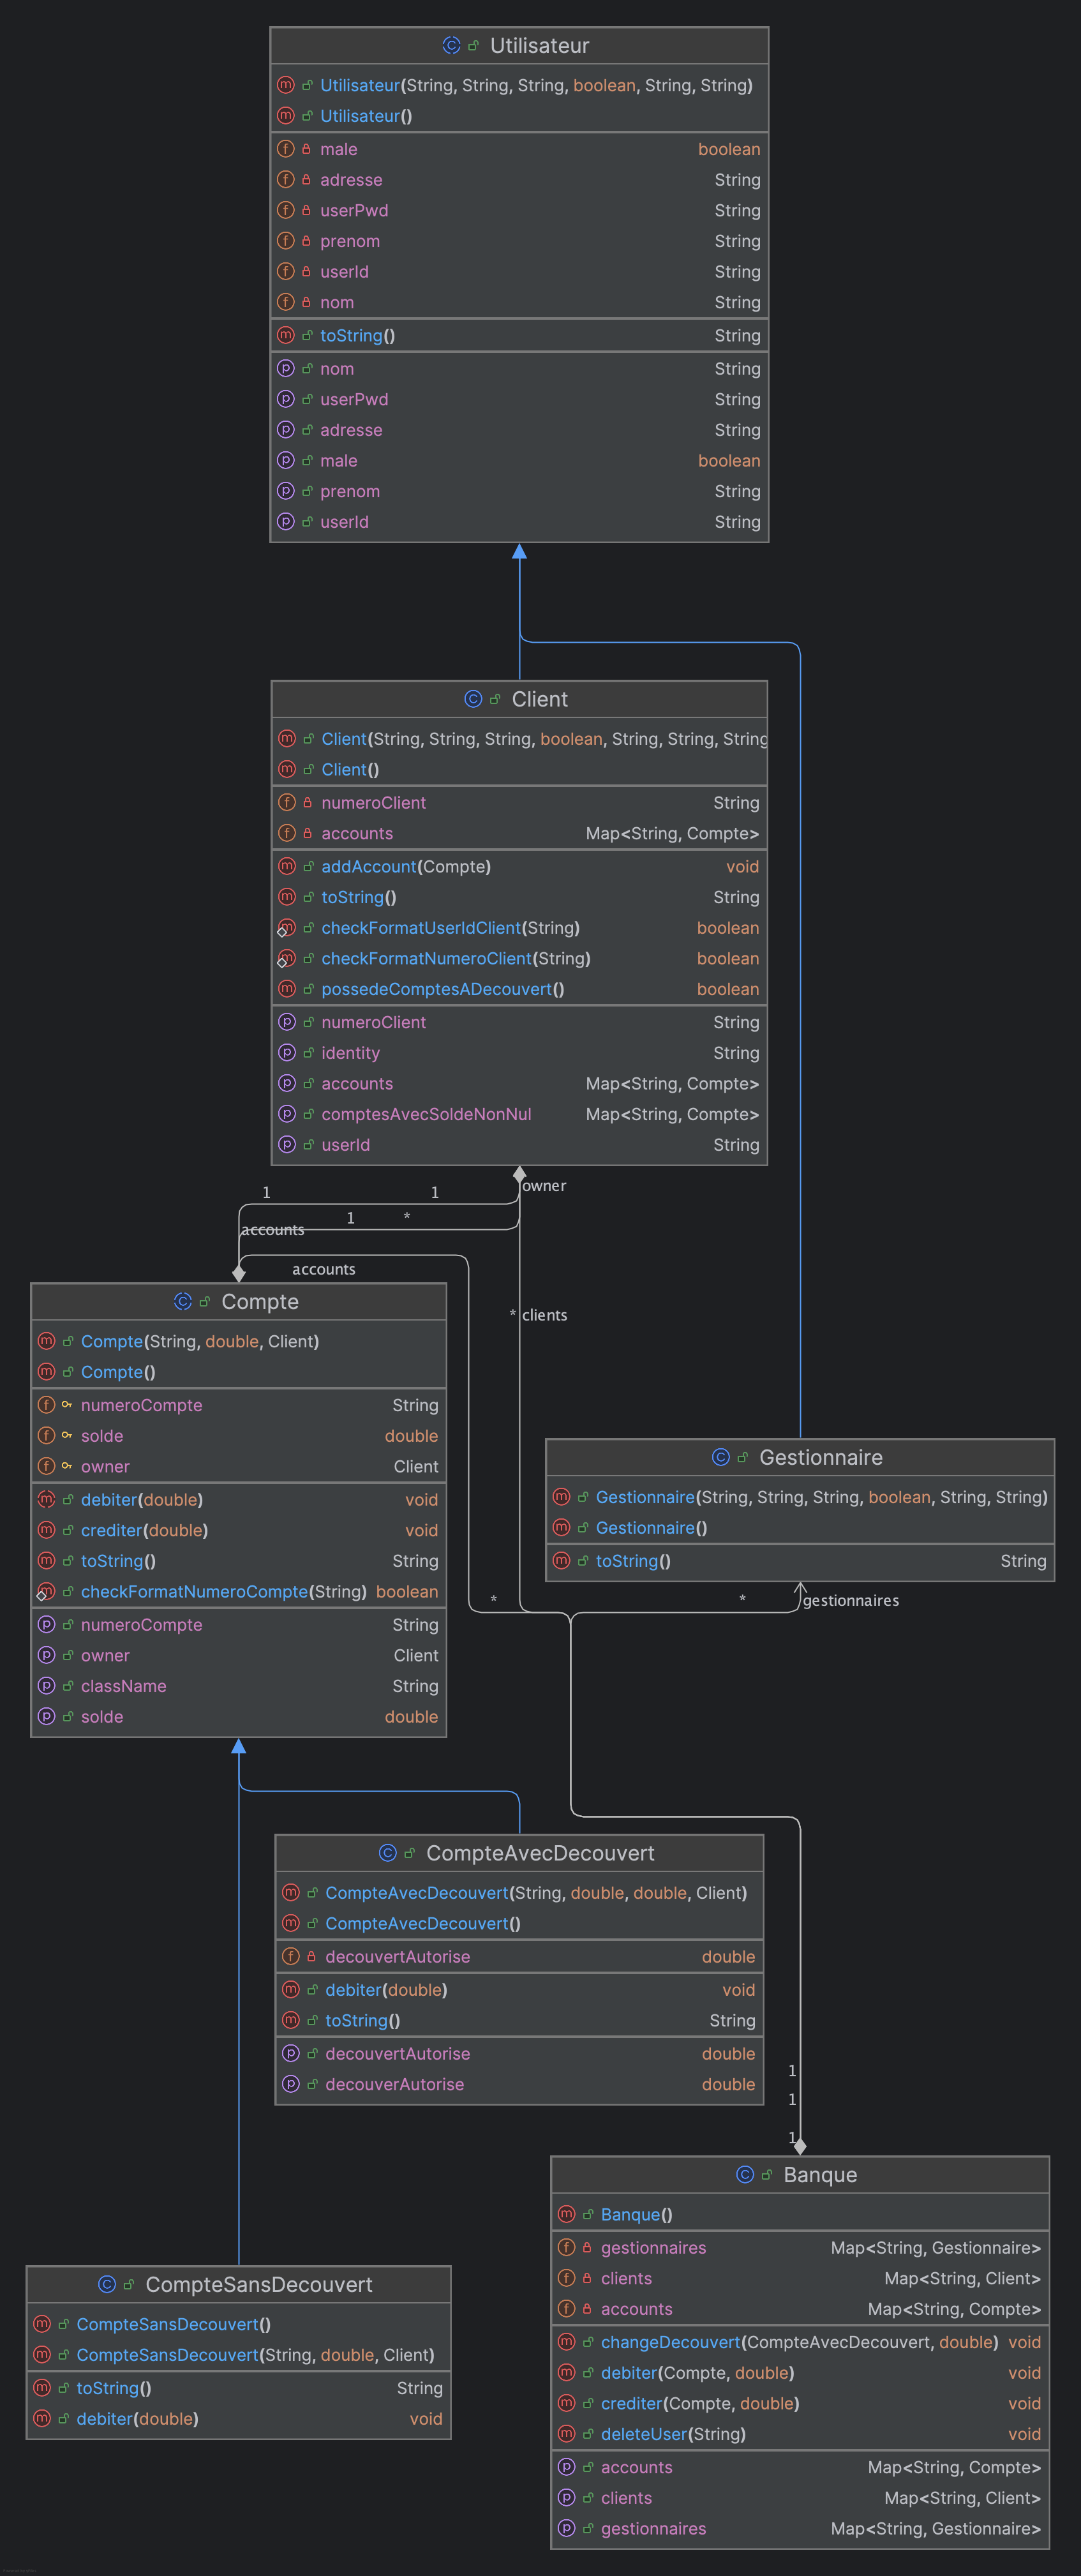 Utilisateur
Utilisateur(String, String, String, boolean, String, String)
Utilisateur()
male boolean
adresse String
userPwd String
prenom String
userId String
nom String
toString() String
nom String
userPwd String
adresse String
male boolean
prenom String
userId String
Client
Client(String, String, String, boolean, String, String, String
Client()
numeroClient String
accounts Map<String, Compte>
addAccount(Compte) void
toString() String
checkFormatUserIdClient(String) boolean
checkFormatNumeroClient(String) boolean
possedeComptesADecouvert() boolean
numeroClient String
identity String
accounts Map<String, Compte>
comptesAvecSoldeNonNul Map<String, Compte>
userId String
owner
1 1
1 *
accounts
accounts
* clients
Compte
Compte(String, double, Client)
Compte()
numeroCompte String
solde double
owner Client
debiter(double) void
crediter(double) void
toString() String
checkFormatNumeroCompte(String) boolean
numeroCompte String
owner Client
className String
solde double
Gestionnaire
Gestionnaire(String, String, String, boolean, String, String)
Gestionnaire()
toString() String
* * gestionnaires
CompteAvecDecouvert
CompteAvecDecouvert(String, double, double, Client)
CompteAvecDecouvert()
decouvertAutorise double
debiter(double) void
toString() String
decouvertAutorise double
decouverAutorise double
1
1
1
Banque
Banque()
gestionnaires Map<String, Gestionnaire>
clients Map<String, Client>
accounts Map<String, Compte>
changeDecouvert(CompteAvecDecouvert, double) void
debiter(Compte, double) void
crediter(Compte, double) void
deleteUser(String) void
accounts Map<String, Compte>
clients Map<String, Client>
gestionnaires Map<String, Gestionnaire>
CompteSansDecouvert
CompteSansDecouvert()
CompteSansDecouvert(String, double, Client)
toString() String
debiter(double) void